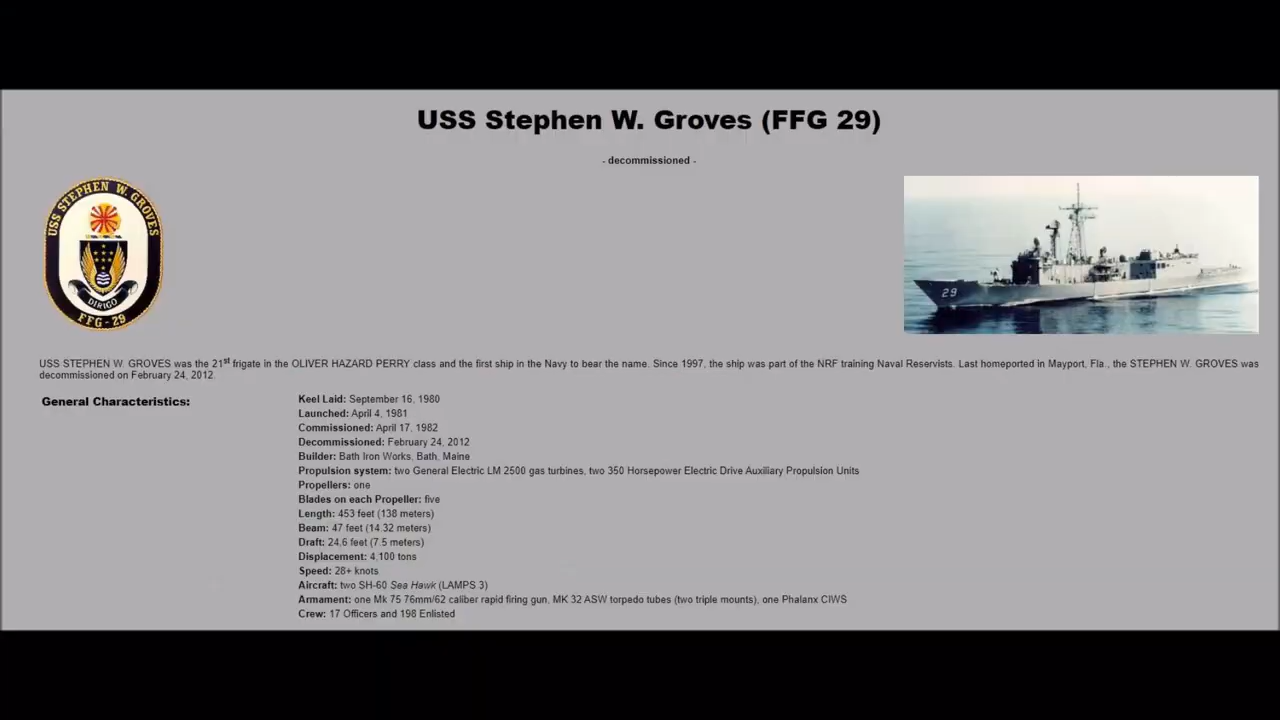 USS Stephen W. Groves (FFG 29)
- decommissioned -
USS STEPHEN W. GROVES
DIRIGO
FFG-29
29
USS STEPHEN W. GROVES was the 21st frigate in the OLIVER HAZARD PERRY class and the first ship in the Navy to bear the name. Since 1997, the ship was part of the NRF training Naval Reservists. Last homeported in Mayport, Fla., the STEPHEN W. GROVES was
decommissioned on February 24, 2012.
General Characteristics:
Keel Laid: September 16, 1980
Launched: April 4, 1981
Commissioned: April 17, 1982
Decommissioned: February 24, 2012
Builder: Bath Iron Works, Bath, Maine
Propulsion system: two General Electric LM 2500 gas turbines, two 350 Horsepower Electric Drive Auxiliary Propulsion Units
Propellers: one
Blades on each Propeller: five
Length: 453 feet (138 meters)
Beam: 47 feet (14.32 meters)
Draft: 24,6 feet (7.5 meters)
Displacement: 4,100 tons
Speed: 28+ knots
Aircraft: two SH-60 Sea Hawk (LAMPS 3)
Armament: one Mk 75 76mm/62 caliber rapid firing gun, MK 32 ASW torpedo tubes (two triple mounts), one Phalanx CIWS
Crew: 17 Officers and 198 Enlisted